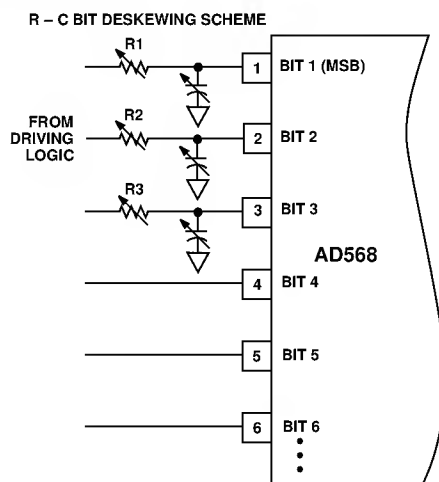 R – C BIT DESKEWING SCHEME
R1
1 BIT 1 (MSB)
FROM
DRIVING
LOGIC
R2
2 BIT 2
R3
3 BIT 3
AD568
4 BIT 4
5 BIT 5
6 BIT 6